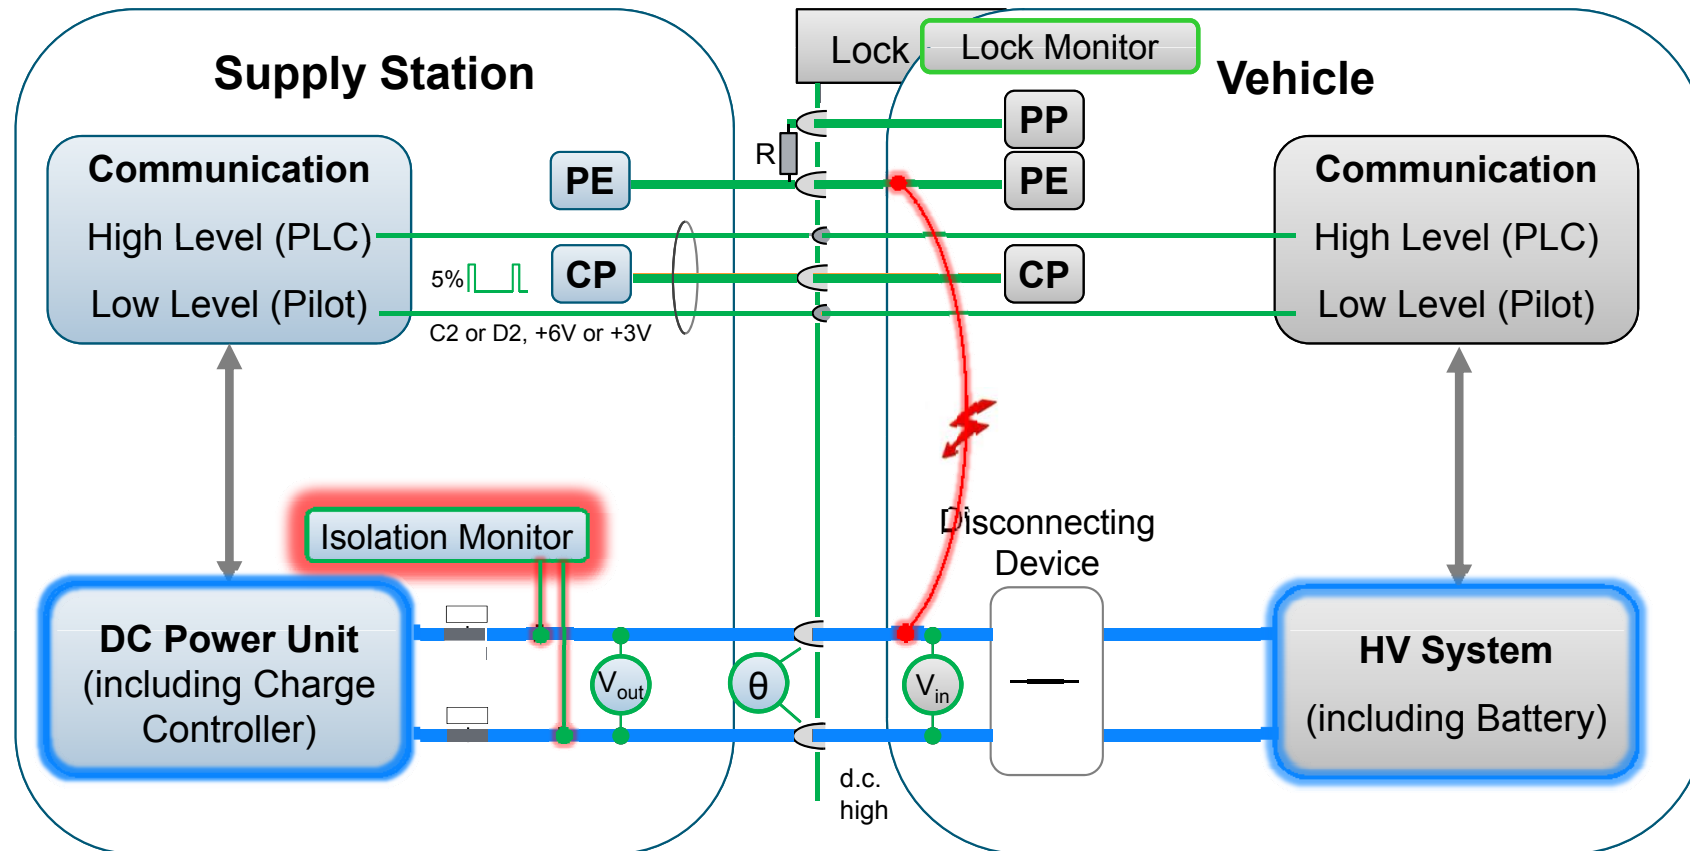 Lock
Lock Monitor
Supply Station
Vehicle
PP
R
Communication
PE
PE
Communication
High Level (PLC)
High Level (PLC)
5%
CP
CP
Low Level (Pilot)
Low Level (Pilot)
C2 or D2, +6V or +3V
Isolation Monitor
Disconnecting
Device
DC Power Unit
(including Charge
Controller)
Vout
θ
Vin
HV System
(including Battery)
d.c.
high